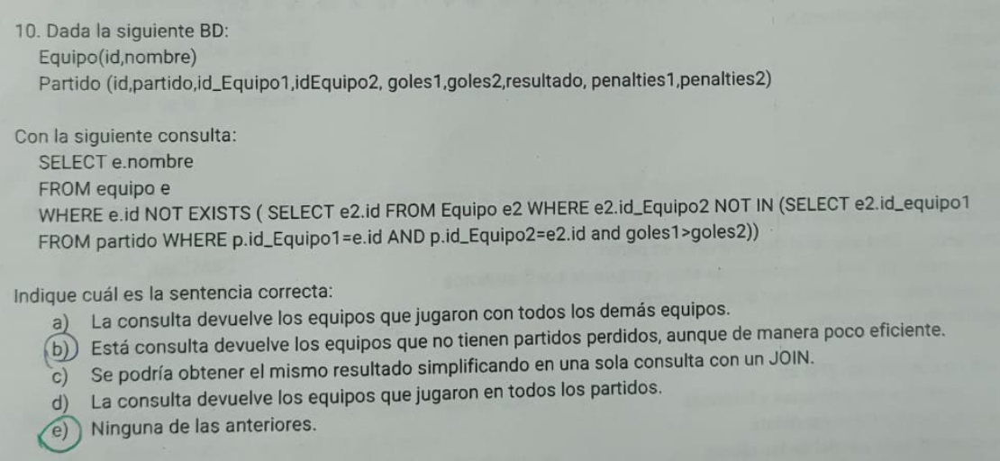 10. Dada la siguiente BD:
Equipo(id,nombre)
Partido (id,partido,id_Equipo1,idEquipo2, goles1,goles2,resultado, penalties1,penalties2)
Con la siguiente consulta:
SELECT e.nombre
FROM equipo e
WHERE e.id NOT EXISTS ( SELECT e2.id FROM Equipo e2 WHERE e2.id_Equipo2 NOT IN (SELECT e2.id_equipo1
FROM partido WHERE p.id_Equipo1=e.id AND p.id_Equipo2=e2.id and goles1>goles2))
Indique cuál es la sentencia correcta:
a) La consulta devuelve los equipos que jugaron con todos los demás equipos.
b) Está consulta devuelve los equipos que no tienen partidos perdidos, aunque de manera poco eficiente.
c) Se podría obtener el mismo resultado simplificando en una sola consulta con un JOIN.
d) La consulta devuelve los equipos que jugaron en todos los partidos.
e) Ninguna de las anteriores.